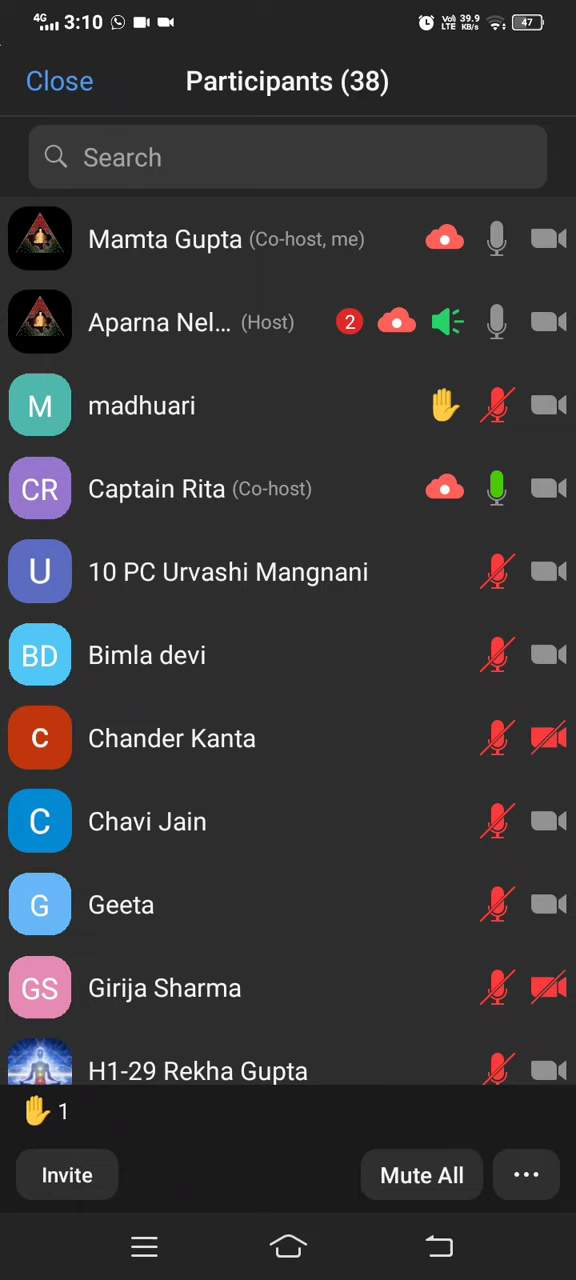 4G 3:10 VoI) LTE 39.9 KB/s 47
Close Participants (38)
Search
Mamta Gupta (Co-host, me)
Aparna Nel... (Host) 2
M madhuari
CR Captain Rita (Co-host)
U 10 PC Urvashi Mangnani
BD Bimla devi
C Chander Kanta
C Chavi Jain
G Geeta
GS Girija Sharma
H1-29 Rekha Gupta
1
Invite Mute All ...